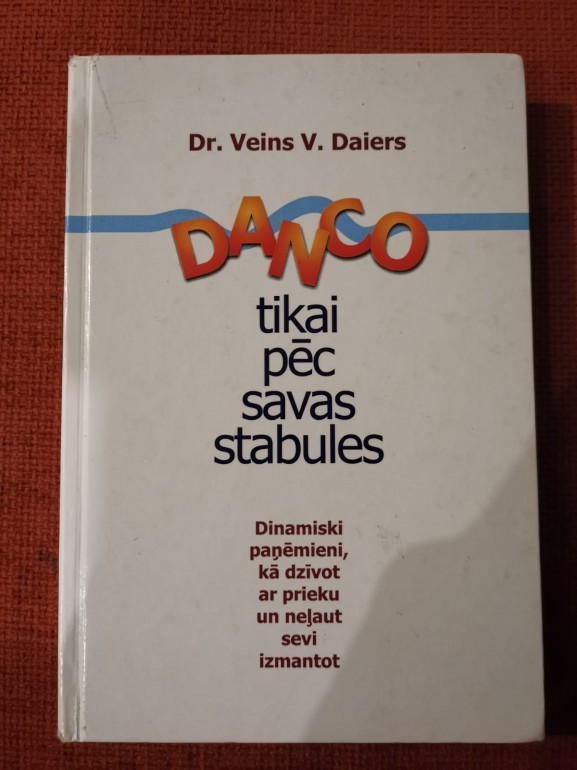 Dr. Veins V. Daiers
DANCO
tikai
pēc
savas
stabules
Dinamiski
paņēmieni,
kā dzīvot
ar prieku
un neļaut
sevi
izmantot